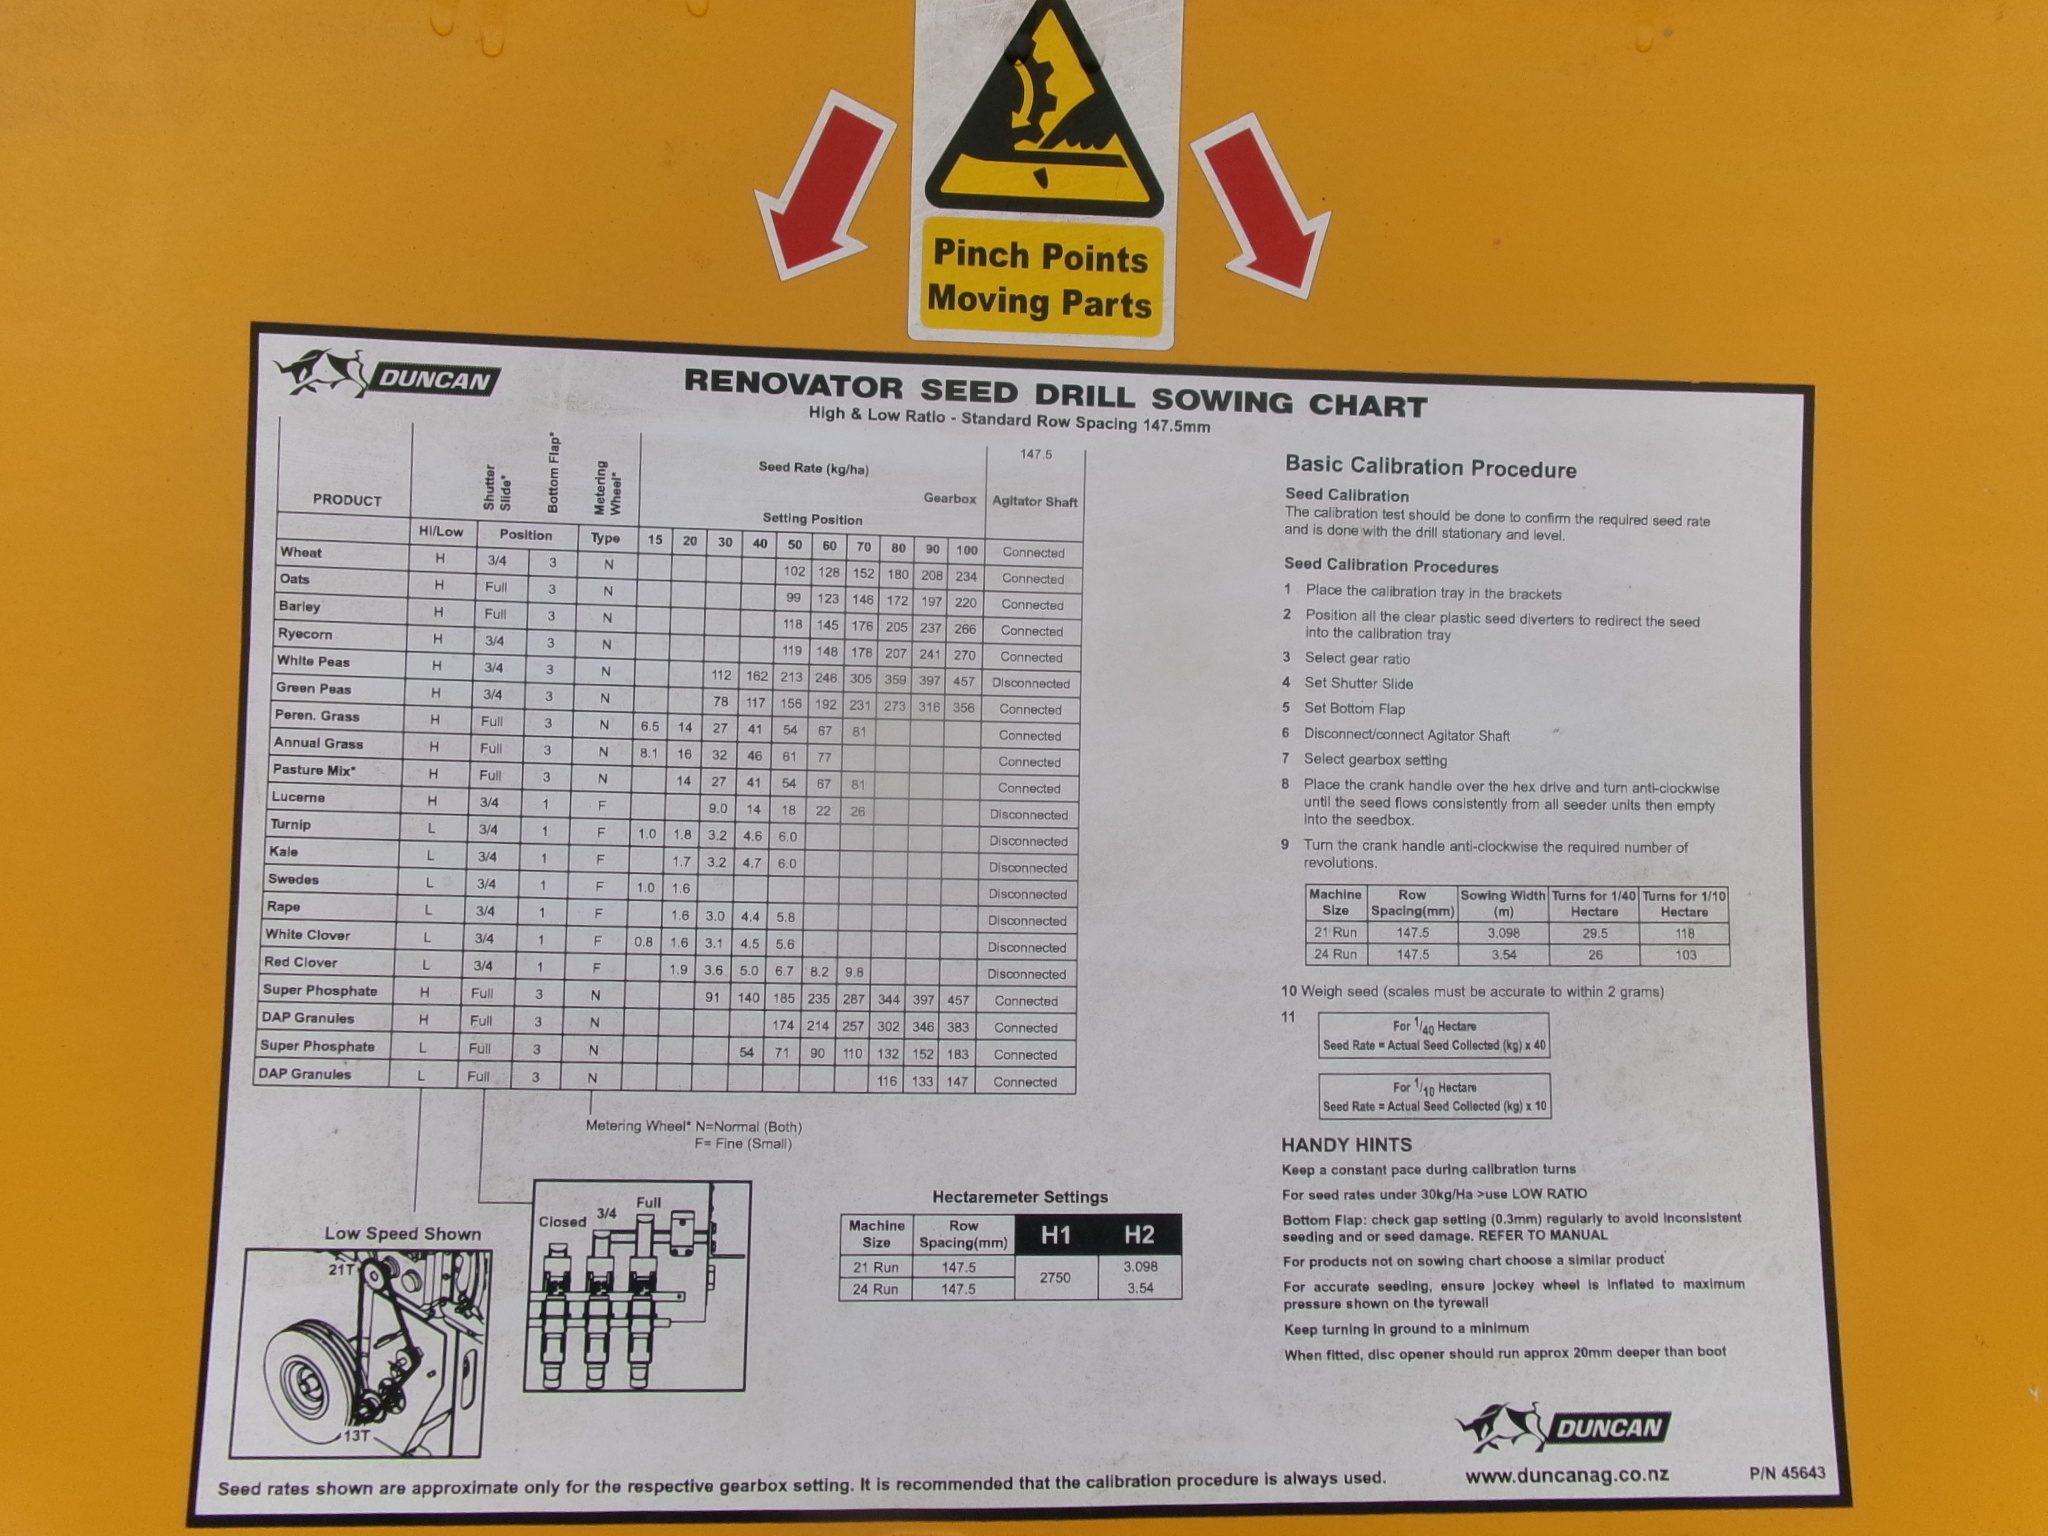 Pinch Points
Moving Parts
DUNCAN
RENOVATOR SEED DRILL SOWING CHART
High & Low Ratio - Standard Row Spacing 147.5mm
PRODUCT Shutter Slide* Bottom Flap* Metering Wheel* Seed Rate (kg/ha) Gearbox 147.5 Agitator Shaft
Setting Position
Hi/Low Position Type 15 20 30 40 50 60 70 80 90 100 Connected
Wheat H 3/4 3 N 102 128 152 180 208 234 Connected
Oats H Full 3 N 99 123 146 172 197 220 Connected
Barley H Full 3 N 118 145 176 205 237 266 Connected
Ryecorn H 3/4 3 N 119 148 178 207 241 270 Connected
White Peas H 3/4 3 N 112 162 213 246 305 359 397 457 Disconnected
Green Peas H 3/4 3 N 78 117 156 192 231 273 316 356 Connected
Peren. Grass H Full 3 N 6.5 14 27 41 54 67 81 Connected
Annual Grass H Full 3 N 8.1 16 32 46 61 77 Connected
Pasture Mix* H Full 3 N 14 27 41 54 67 81 Connected
Lucerne H 3/4 1 F 9.0 14 18 22 26 Disconnected
Turnip L 3/4 1 F 1.0 1.8 3.2 4.6 6.0 Disconnected
Kale L 3/4 1 F 1.7 3.2 4.7 6.0 Disconnected
Swedes L 3/4 1 F 1.0 1.6 Disconnected
Rape L 3/4 1 F 1.6 3.0 4.4 5.8 Disconnected
White Clover L 3/4 1 F 0.8 1.6 3.1 4.5 5.6 Disconnected
Red Clover L 3/4 1 F 1.9 3.6 5.0 6.7 8.2 9.8 Disconnected
Super Phosphate H Full 3 N 91 140 185 235 287 344 397 457 Connected
DAP Granules H Full 3 N 174 214 257 302 346 383 Connected
Super Phosphate L Full 3 N 54 71 90 110 132 152 183 Connected
DAP Granules L Full 3 N 116 133 147 Connected
Metering Wheel* N=Normal (Both)
F= Fine (Small)
Low Speed Shown
21T
13T
Closed 3/4 Full
Hectaremeter Settings
Machine Size Row Spacing(mm) H1 H2
21 Run 147.5 2750 3.098
24 Run 147.5 3.54
Basic Calibration Procedure
Seed Calibration
The calibration test should be done to confirm the required seed rate
and is done with the drill stationary and level.
Seed Calibration Procedures
1 Place the calibration tray in the brackets
2 Position all the clear plastic seed diverters to redirect the seed
into the calibration tray
3 Select gear ratio
4 Set Shutter Slide
5 Set Bottom Flap
6 Disconnect/connect Agitator Shaft
7 Select gearbox setting
8 Place the crank handle over the hex drive and turn anti-clockwise
until the seed flows consistently from all seeder units then empty
into the seedbox.
9 Turn the crank handle anti-clockwise the required number of
revolutions.
Machine Size Row Spacing(mm) Sowing Width (m) Turns for 1/40 Hectare Turns for 1/10 Hectare
21 Run 147.5 3.098 29.5 118
24 Run 147.5 3.54 26 103
10 Weigh seed (scales must be accurate to within 2 grams)
11 For 1/40 Hectare
Seed Rate = Actual Seed Collected (kg) x 40
For 1/10 Hectare
Seed Rate = Actual Seed Collected (kg) x 10
HANDY HINTS
Keep a constant pace during calibration turns
For seed rates under 30kg/Ha >use LOW RATIO
Bottom Flap: check gap setting (0.3mm) regularly to avoid inconsistent
seeding and or seed damage. REFER TO MANUAL
For products not on sowing chart choose a similar product
For accurate seeding, ensure jockey wheel is inflated to maximum
pressure shown on the tyrewall
Keep turning in ground to a minimum
When fitted, disc opener should run approx 20mm deeper than boot
DUNCAN
www.duncanag.co.nz
P/N 45643
Seed rates shown are approximate only for the respective gearbox setting. It is recommended that the calibration procedure is always used.